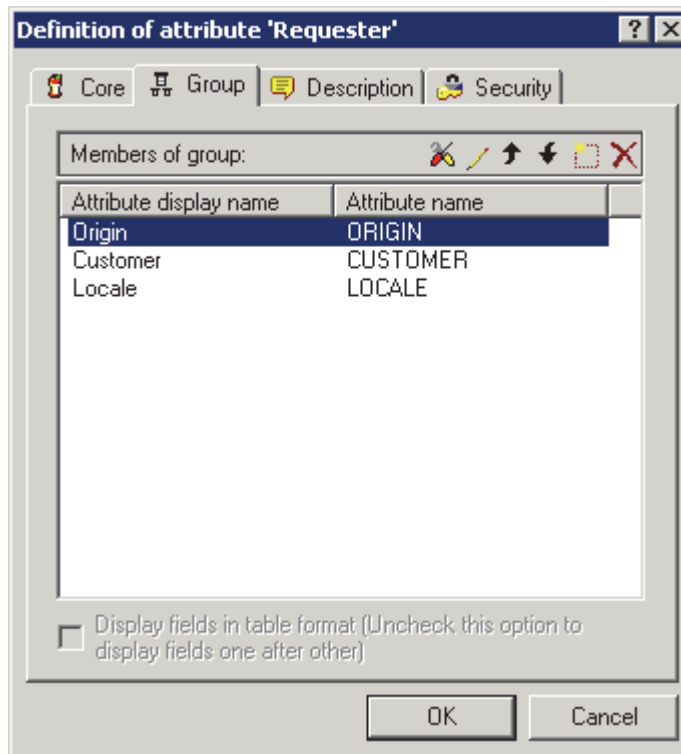 Definition of attribute 'Requester'
Core Group Description Security
Members of group:
Attribute display name Attribute name
Origin ORIGIN
Customer CUSTOMER
Locale LOCALE
Display fields in table format (Uncheck this option to
display fields one after other)
OK Cancel